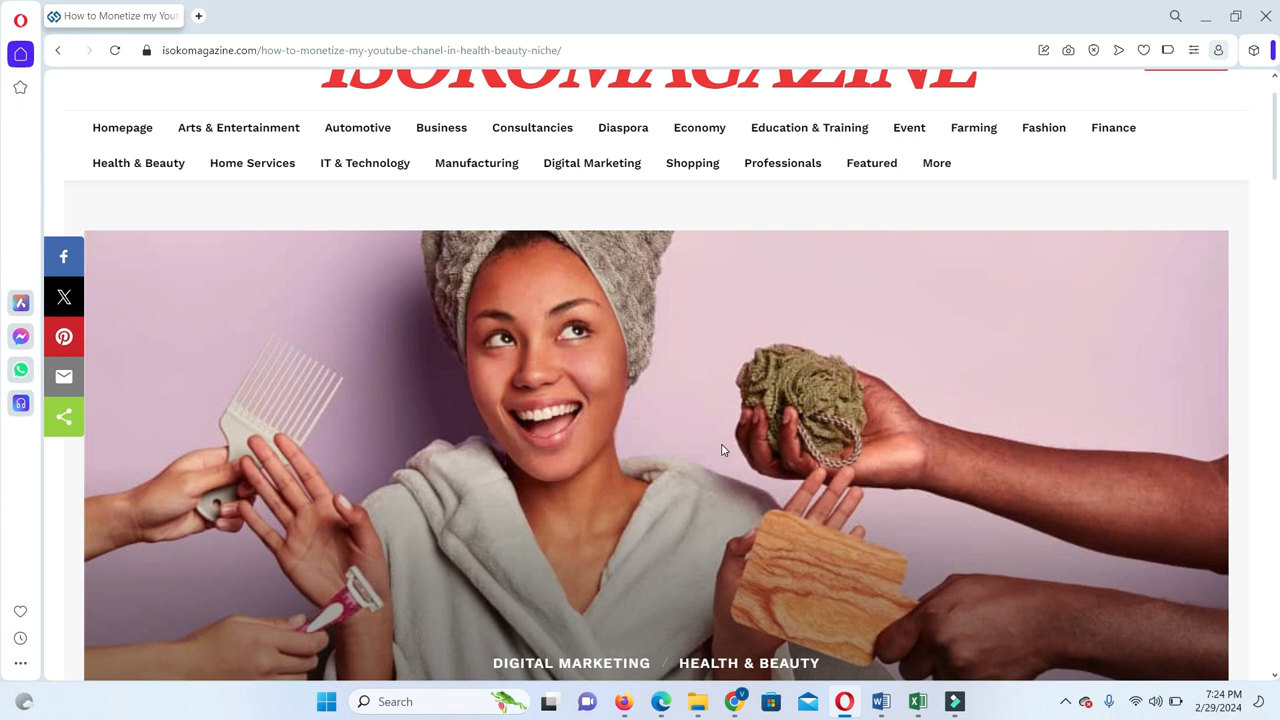 How to Monetize my Yout
isokomagazine.com/how-to-monetize-my-youtube-chanel-in-health-beauty-niche/
ISOKOMAGAZINE
Homepage Arts & Entertainment Automotive Business Consultancies Diaspora Economy Education & Training Event Farming Fashion Finance
Health & Beauty Home Services IT & Technology Manufacturing Digital Marketing Shopping Professionals Featured More
DIGITAL MARKETING / HEALTH & BEAUTY
Search
7:24 PM
2/29/2024